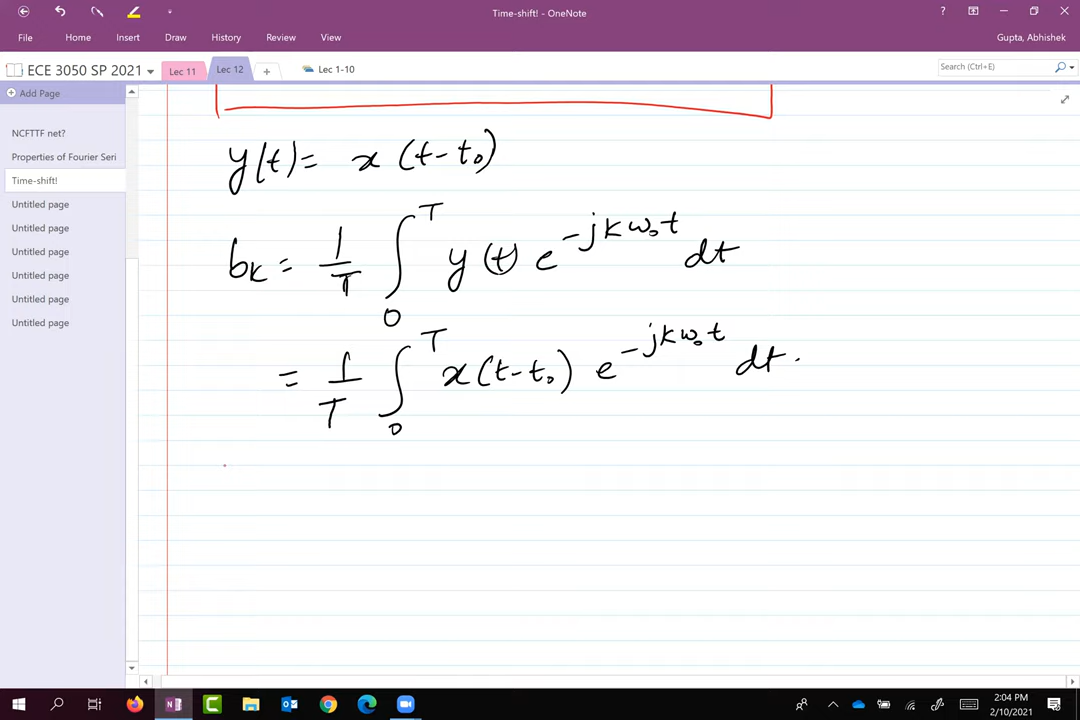 Time-shift! - OneNote
?
File Home Insert Draw History Review View
Gupta, Abhishek
ECE 3050 SP 2021 Lec 11 Lec 12 + Lec 1-10
Search (Ctrl+E)
Add Page
NCFTTF net?
Properties of Fourier Seri
Time-shift!
Untitled page
Untitled page
Untitled page
Untitled page
Untitled page
Untitled page
y(t) = x(t-t₀)
bₖ = 1/T ∫₀ᵀ y(t) e^{-jkω₀t} dt
= 1/T ∫₀ᵀ x(t-t₀) e^{-jkω₀t} dt.
2:04 PM
2/10/2021